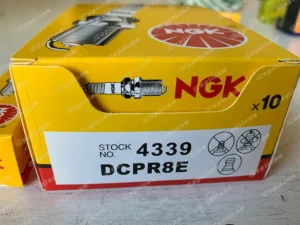 NGK
NGK
x10
STOCK NO. 4339
DCPR8E